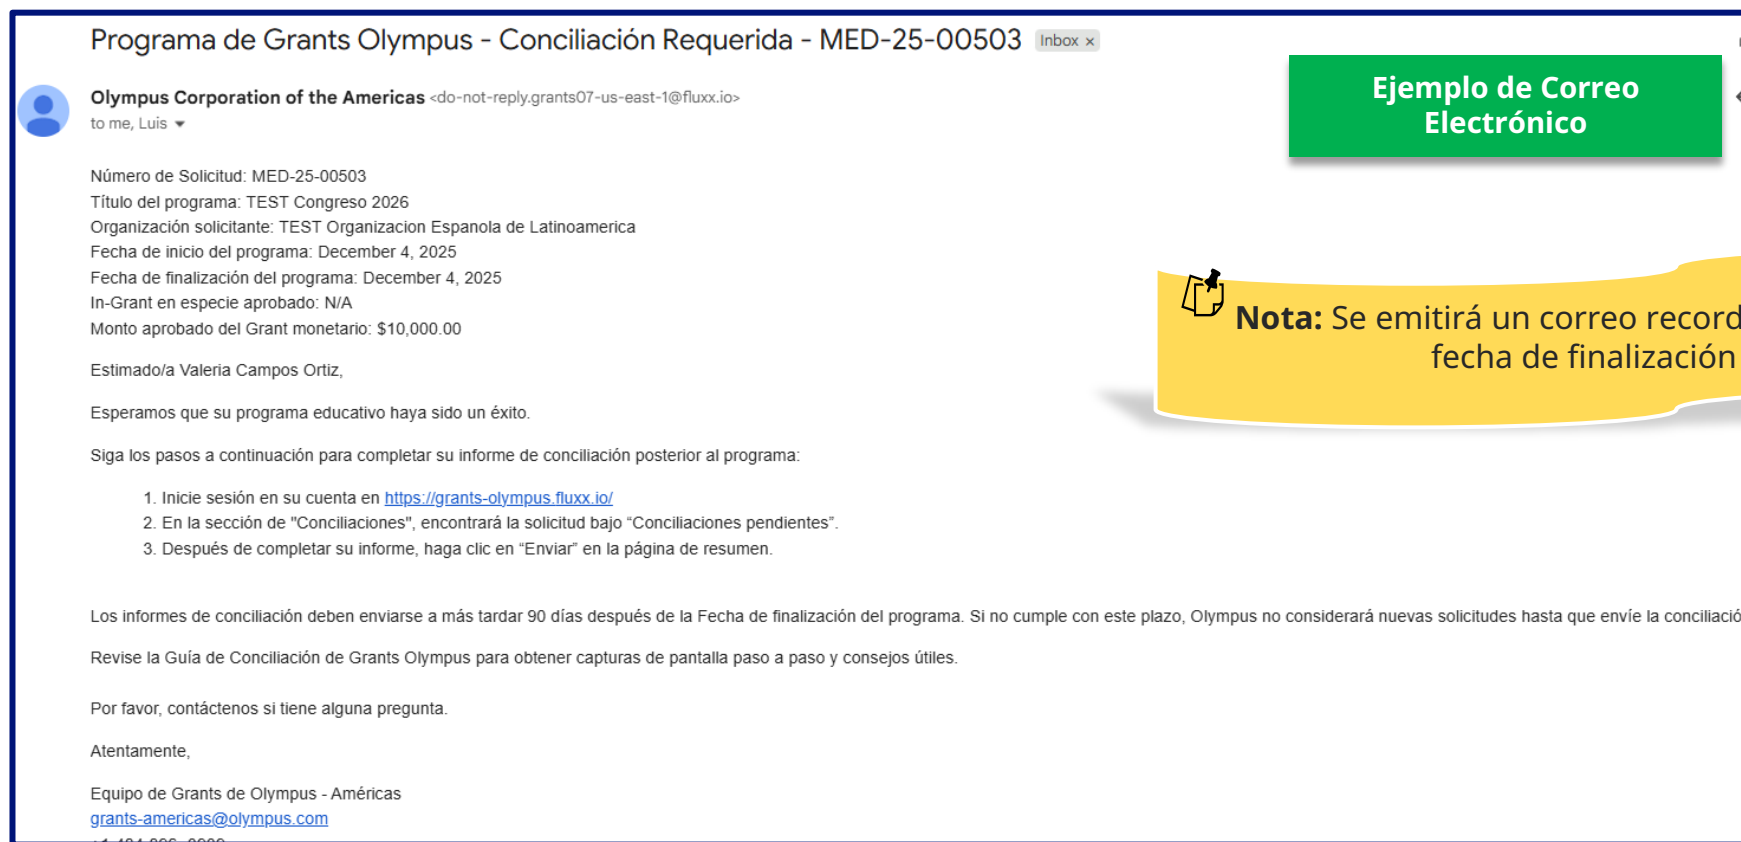 Programa de Grants Olympus - Conciliación Requerida - MED-25-00503 Inbox ×
Ejemplo de Correo
Electrónico
Olympus Corporation of the Americas <do-not-reply.grants07-us-east-1@fluxx.io>
to me, Luis
Número de Solicitud: MED-25-00503
Título del programa: TEST Congreso 2026
Organización solicitante: TEST Organizacion Espanola de Latinoamerica
Fecha de inicio del programa: December 4, 2025
Fecha de finalización del programa: December 4, 2025
In-Grant en especie aprobado: N/A
Monto aprobado del Grant monetario: $10,000.00
Nota: Se emitirá un correo record
fecha de finalización
Estimado/a Valeria Campos Ortiz,
Esperamos que su programa educativo haya sido un éxito.
Siga los pasos a continuación para completar su informe de conciliación posterior al programa:
1. Inicie sesión en su cuenta en https://grants-olympus.fluxx.io/
2. En la sección de "Conciliaciones", encontrará la solicitud bajo “Conciliaciones pendientes”.
3. Después de completar su informe, haga clic en “Enviar” en la página de resumen.
Los informes de conciliación deben enviarse a más tardar 90 días después de la Fecha de finalización del programa. Si no cumple con este plazo, Olympus no considerará nuevas solicitudes hasta que envíe la conciliació
Revise la Guía de Conciliación de Grants Olympus para obtener capturas de pantalla paso a paso y consejos útiles.
Por favor, contáctenos si tiene alguna pregunta.
Atentamente,
Equipo de Grants de Olympus - Américas
grants-americas@olympus.com